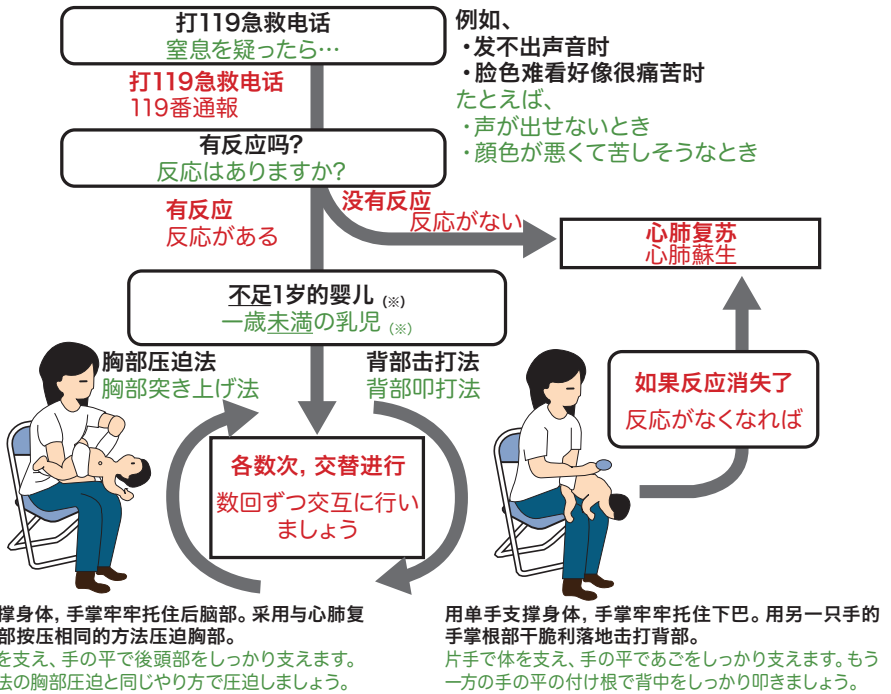 打119急救电话
窒息を疑ったら…
例如、
・发不出声音时
・脸色难看好像很痛苦时
たとえば、
・声が出せないとき
・顔色が悪くて苦しそうなとき
打119急救电话
119番通報
有反应吗?
反応はありますか?
有反应
反応がある
没有反应
反応がない
心肺复苏
心肺蘇生
不足1岁的婴儿 (※)
一歳未満の乳児 (※)
胸部压迫法
胸部突き上げ法
背部击打法
背部叩打法
如果反应消失了
反応がなくなれば
各数次, 交替进行
数回ずつ交互に行い
ましょう
撑身体, 手掌牢牢托住后脑部。采用与心肺复
部按压相同的方法压迫胸部。
を支え、手の平で後頭部をしっかり支えます。
法の胸部圧迫と同じやり方で圧迫しましょう。
用单手支撑身体, 手掌牢牢托住下巴。用另一只手的
手掌根部干脆利落地击打背部。
片手で体を支え、手の平であごをしっかり支えます。もう
一方の手の平の付け根で背中をしっかり叩きましょう。